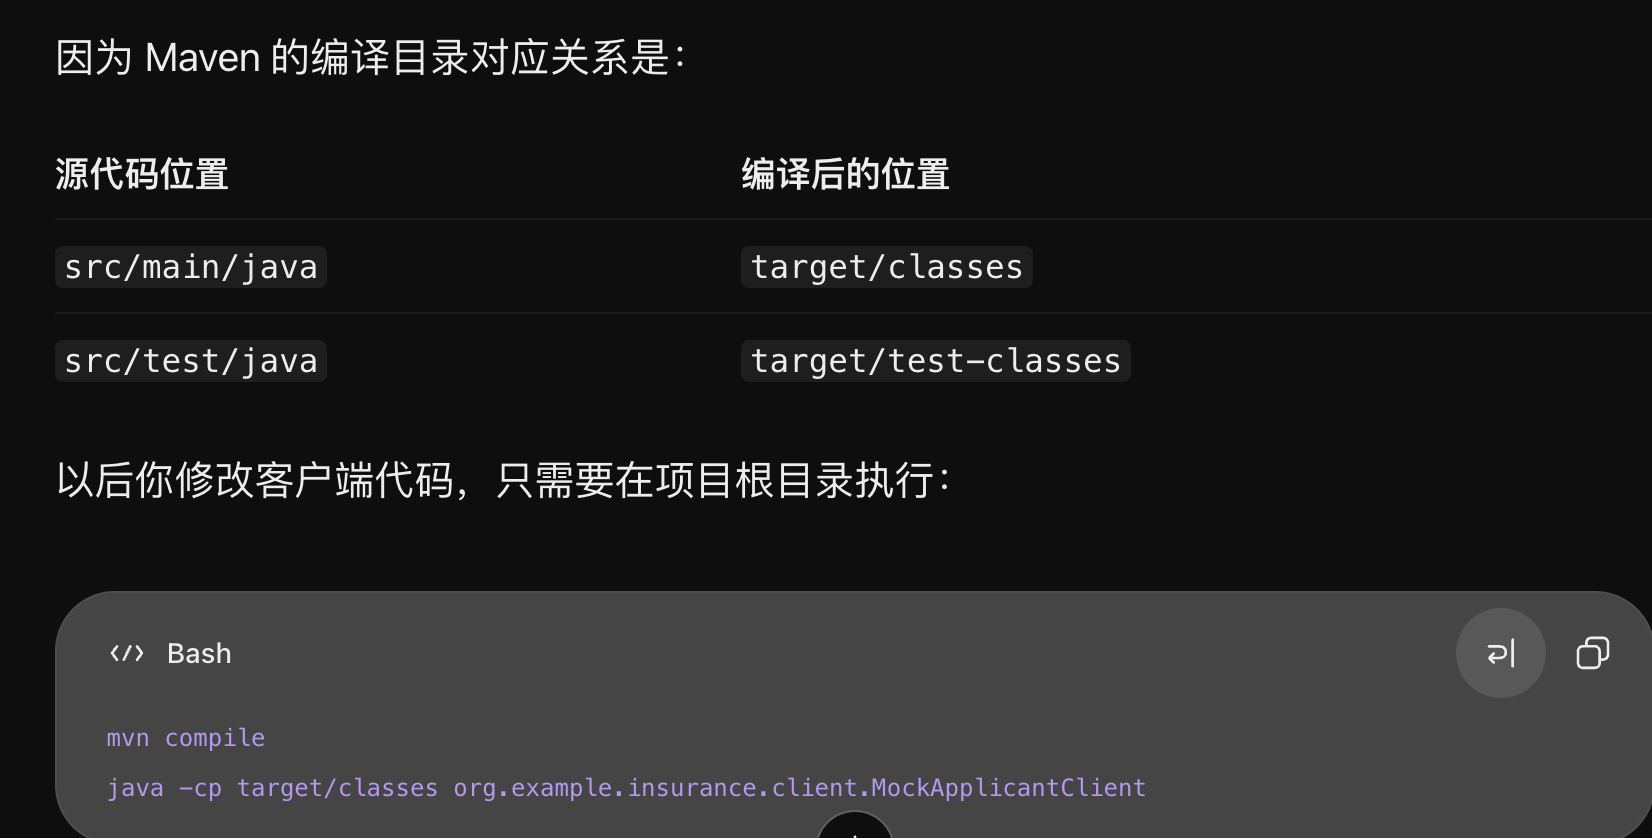 因为 Maven 的编译目录对应关系是：
源代码位置 编译后的位置
src/main/java target/classes
src/test/java target/test-classes
以后你修改客户端代码，只需要在项目根目录执行：
Bash
mvn compile
java -cp target/classes org.example.insurance.client.MockApplicantClient